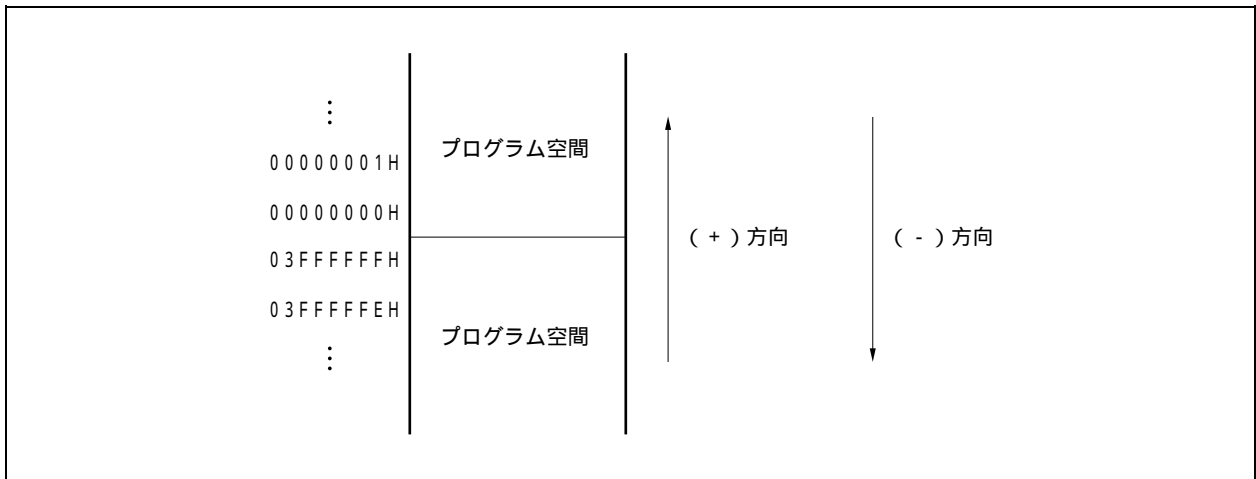 ⋮
00000001H
プログラム空間
00000000H
(+)方向
(-)方向
03FFFFFFH
03FFFFFEH
プログラム空間
⋮